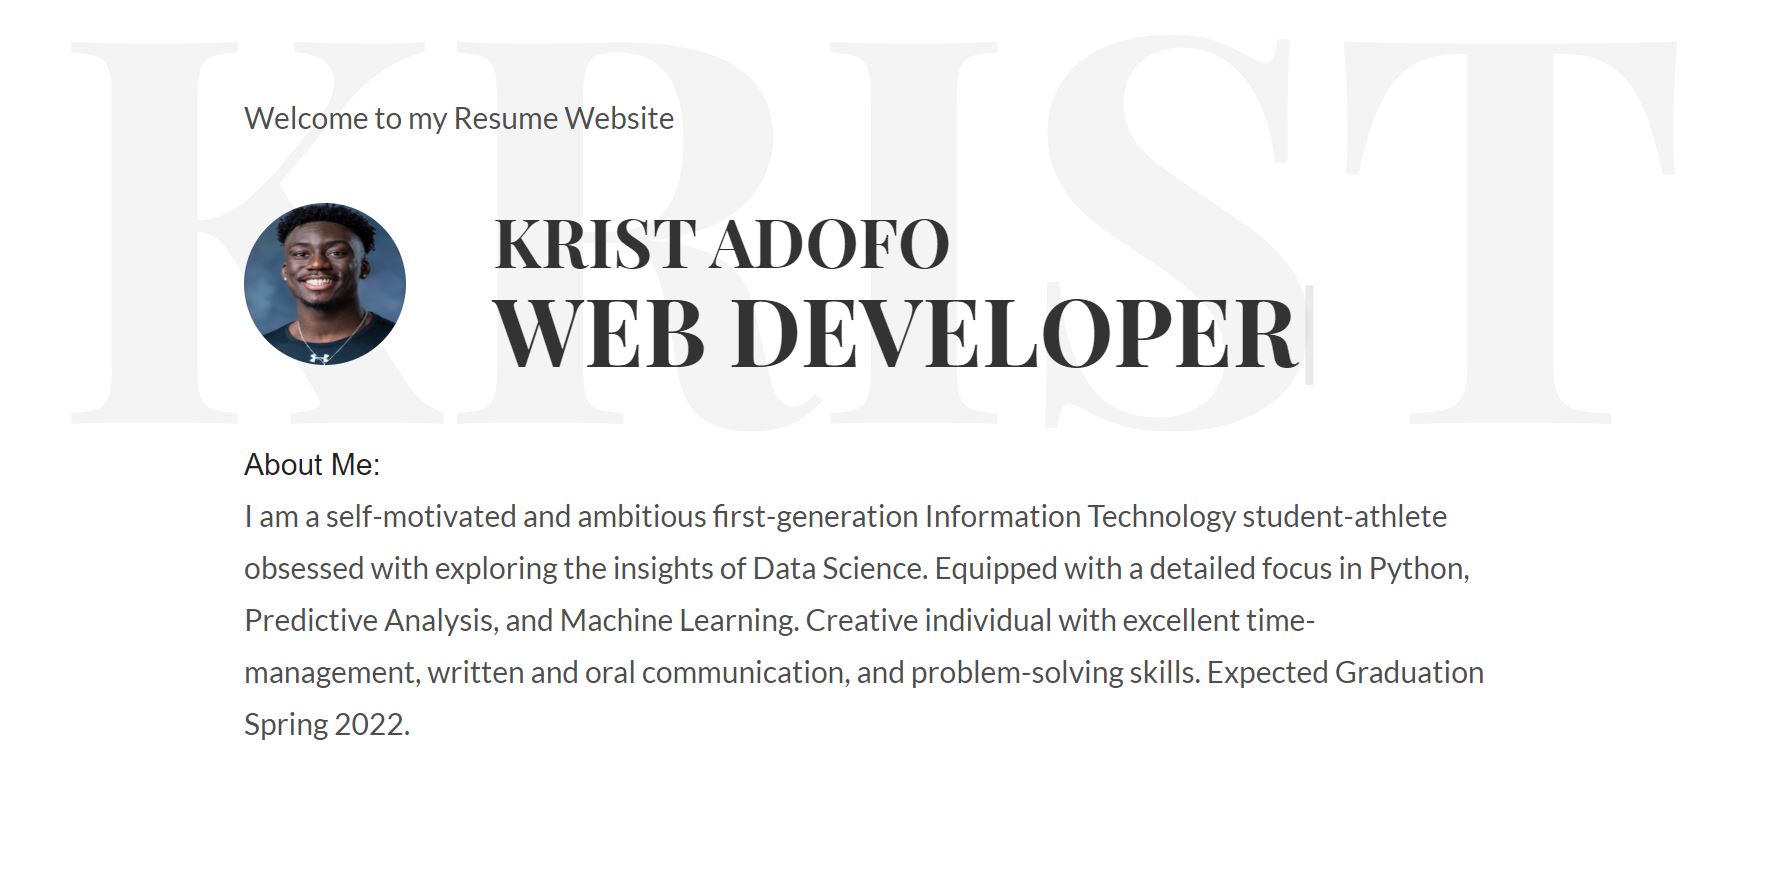 KRIST
Welcome to my Resume Website
KRIST ADOFO
WEB DEVELOPER
About Me:
I am a self-motivated and ambitious first-generation Information Technology student-athlete
obsessed with exploring the insights of Data Science. Equipped with a detailed focus in Python,
Predictive Analysis, and Machine Learning. Creative individual with excellent time-
management, written and oral communication, and problem-solving skills. Expected Graduation
Spring 2022.